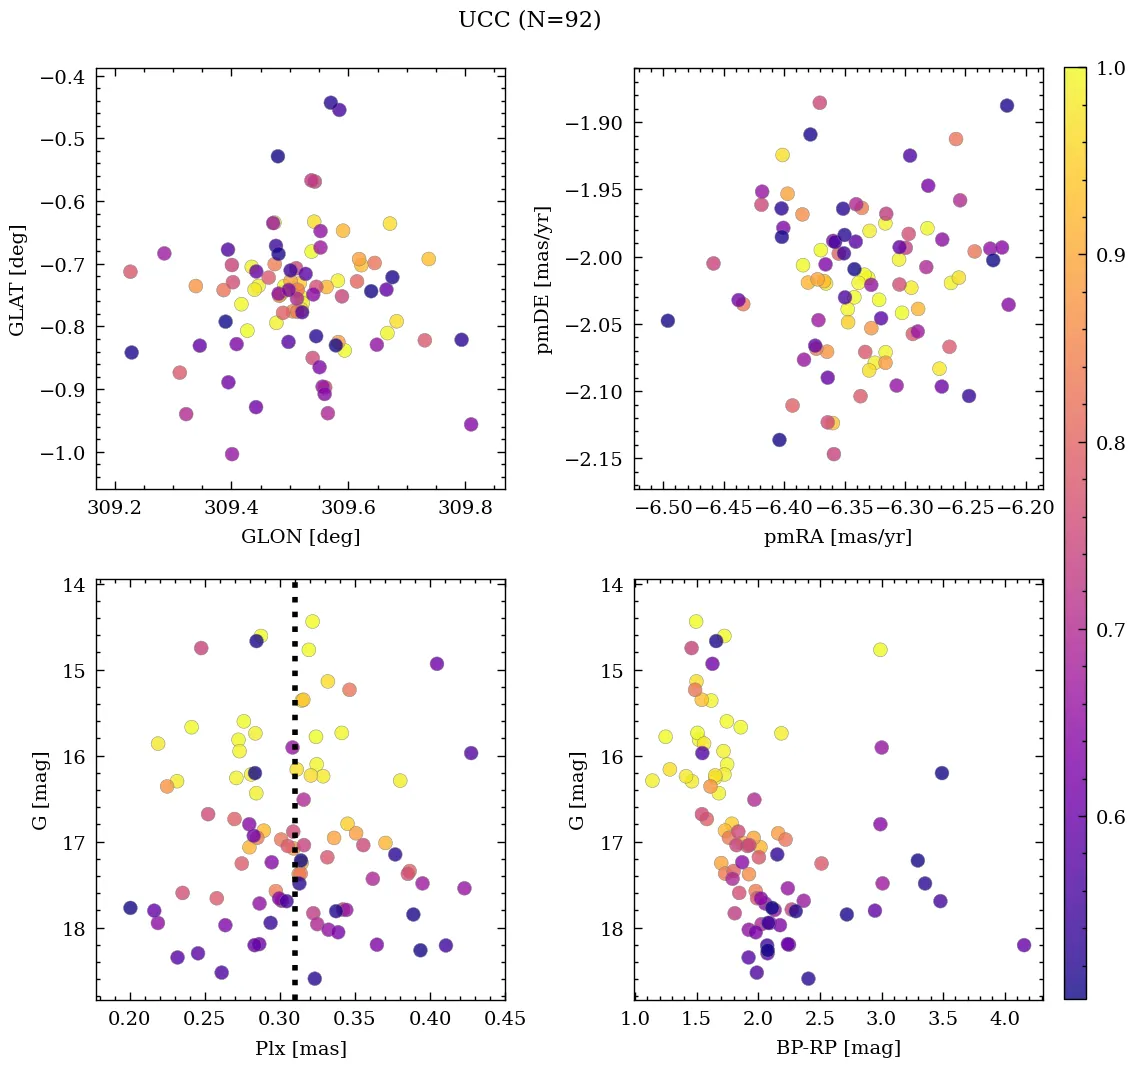 UCC (N=92)
−0.4
−0.5
−0.6
−0.7
−0.8
−0.9
−1.0
GLAT [deg]
309.2 309.4 309.6 309.8
GLON [deg]
−1.90
−1.95
−2.00
−2.05
−2.10
−2.15
pmDE [mas/yr]
−6.50 −6.45 −6.40 −6.35 −6.30 −6.25 −6.20
pmRA [mas/yr]
1.0
0.9
0.8
0.7
0.6
14
15
16
17
18
G [mag]
0.20 0.25 0.30 0.35 0.40 0.45
Plx [mas]
14
15
16
17
18
G [mag]
1.0 1.5 2.0 2.5 3.0 3.5 4.0
BP-RP [mag]